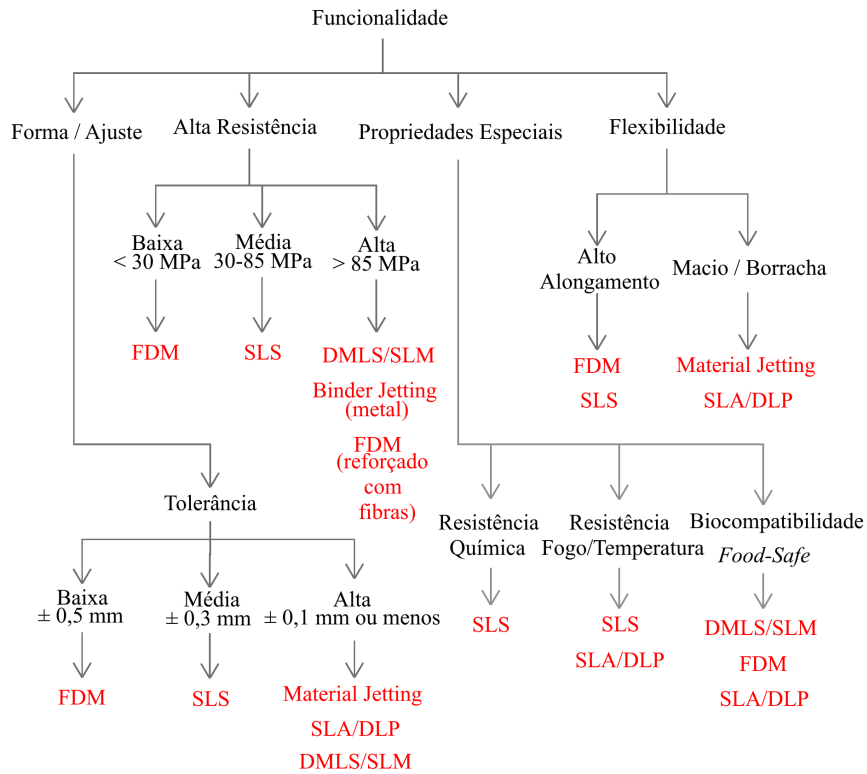 Funcionalidade
Forma / Ajuste
Alta Resistência
Propriedades Especiais
Flexibilidade
Baixa
< 30 MPa
Média
30-85 MPa
Alta
> 85 MPa
Alto
Alongamento
Macio / Borracha
FDM
SLS
DMLS/SLM
Binder Jetting
(metal)
FDM
(reforçado
com
fibras)
FDM
SLS
Material Jetting
SLA/DLP
Tolerância
Baixa
± 0,5 mm
Média
± 0,3 mm
Alta
± 0,1 mm ou menos
FDM
SLS
Material Jetting
SLA/DLP
DMLS/SLM
Resistência
Química
Resistência
Fogo/Temperatura
Biocompatibilidade
Food-Safe
SLS
SLS
SLA/DLP
DMLS/SLM
FDM
SLA/DLP